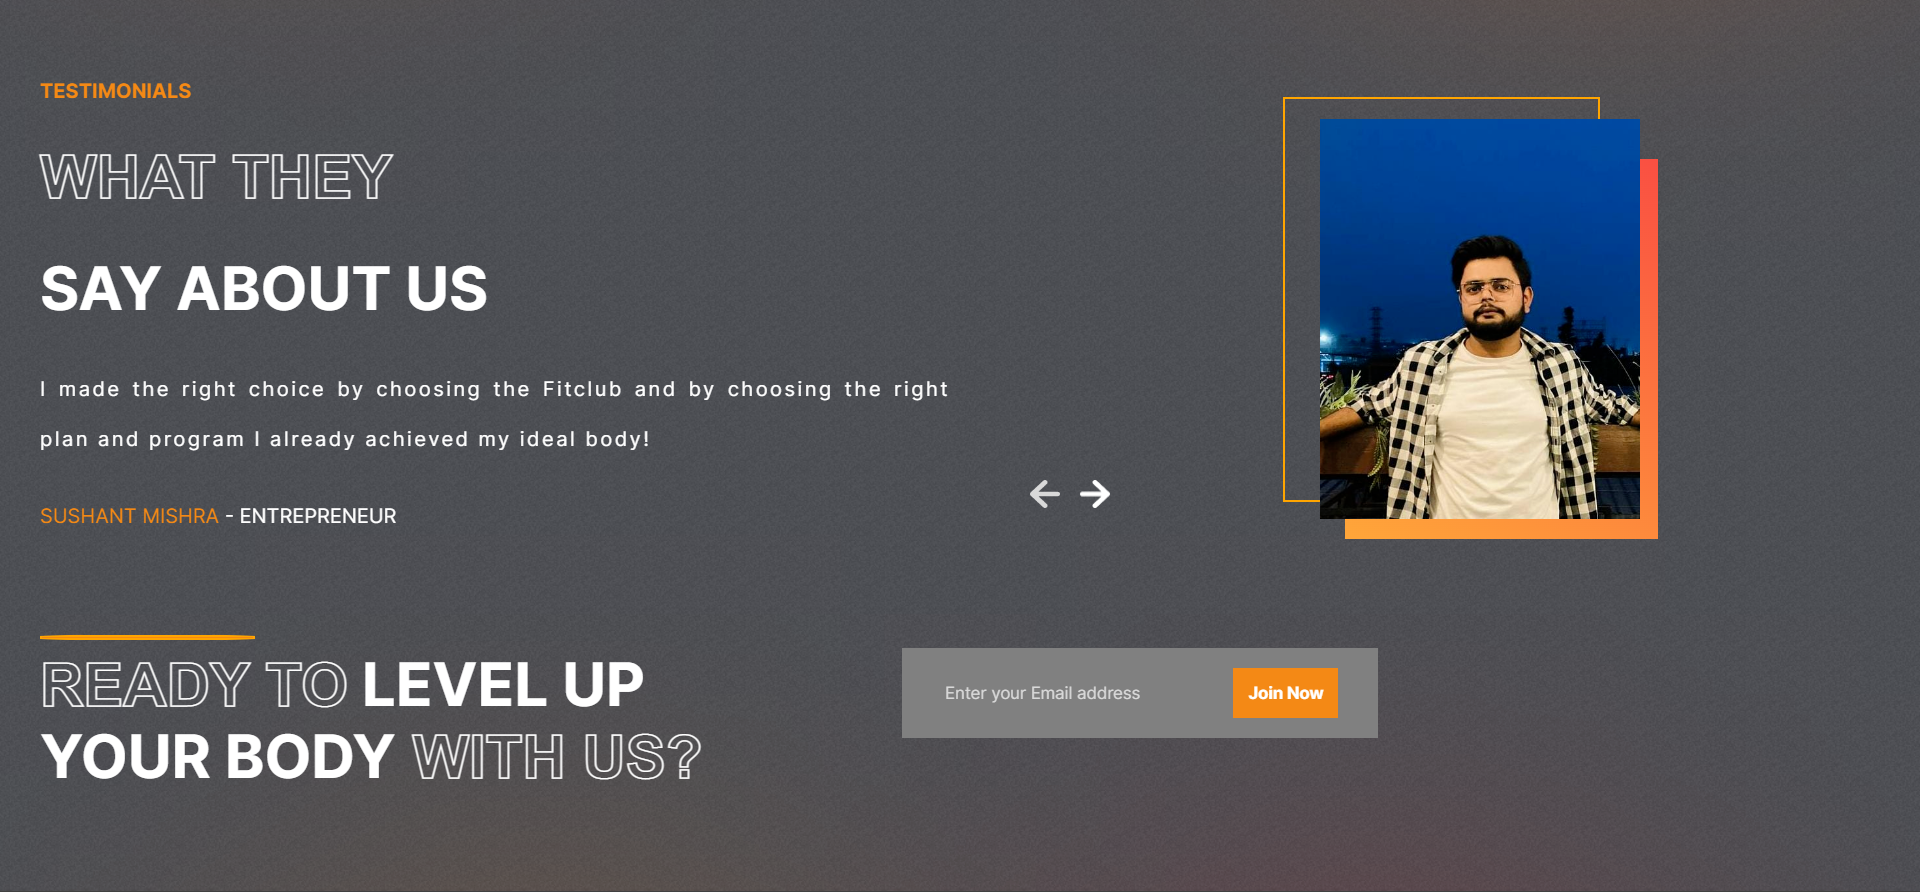 TESTIMONIALS
WHAT THEY
SAY ABOUT US
I made the right choice by choosing the Fitclub and by choosing the right
plan and program I already achieved my ideal body!
SUSHANT MISHRA - ENTREPRENEUR
READY TO LEVEL UP
YOUR BODY WITH US?
Enter your Email address
Join Now